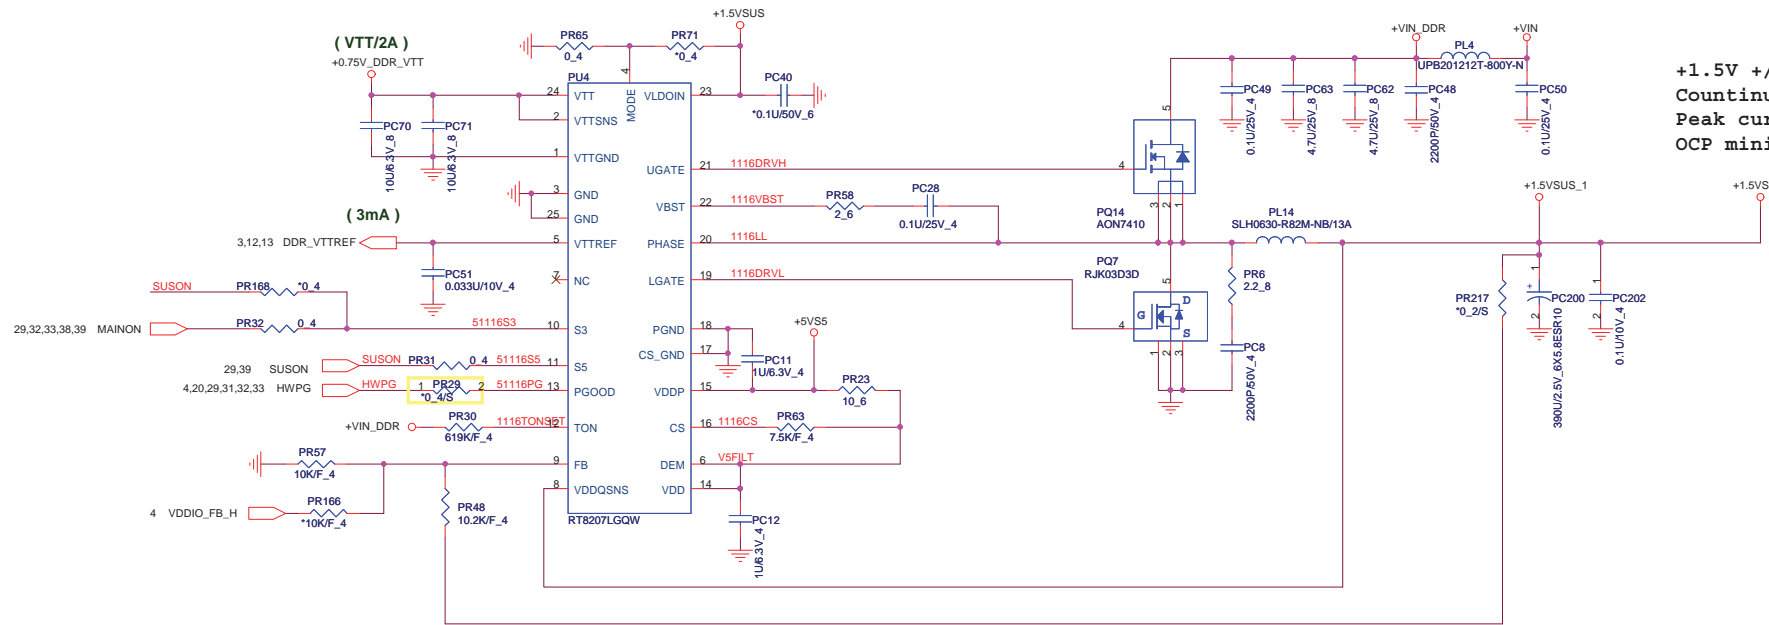 +1.5VSUS
( VTT/2A )
+0.75V_DDR_VTT
PR65
0_4
PR71
*0_4
+VIN_DDR
+VIN
PL4
UPB201212T-800Y-N
+1.5V +/
Countinu
Peak cur
OCP mini
PU4
4
MODE
24 VTT
VLDOIN 23
PC40
*0.1U/50V_6
2 VTTSNS
PC70
10U/6.3V_8
PC71
10U/6.3V_8
1 VTTGND
PC49
0.1U/25V_4
PC63
4.7U/25V_8
PC62
4.7U/25V_8
PC48
2200P/50V_4
PC50
0.1U/25V_4
5
4
3 2 1
PQ14
AON7410
UGATE 21 1116DRVH
3 GND
25 GND
VBST 22 1116VBST
PR58
2_6
PC28
0.1U/25V_4
( 3mA )
3,12,13 DDR_VTTREF
5 VTTREF
PHASE 20 1116LL
PL14
SLH0630-R82M-NB/13A
+1.5VSUS_1
+1.5VS
PC51
0.033U/10V_4
7 NC
LGATE 19 1116DRVL
PQ7
RJK03D3D
5
D
G
S
4
1 2 3
PR6
2.2_8
PC8
2200P/50V_4
PR217
*0_2/S
1
+
2
PC200
390U/2.5V_6X5.8ESR10
1
2
PC202
0.1U/10V_4
SUSON
PR168
*0_4
29,32,33,38,39 MAINON
PR32
0_4
51116S3
10 S3
PGND 18
CS_GND 17
PC11
1U/6.3V_4
+5VS5
29,39 SUSON
SUSON PR31 0_4 51116S5
11 S5
4,20,29,31,32,33 HWPG
HWPG 1 PR29 2 51116PG
*0_4/S
13 PGOOD
VDDP 15
PR23
10_6
+VIN_DDR
PR30
619K/F_4
1116TONSET
12 TON
CS 16 1116CS
PR63
7.5K/F_4
PR57
10K/F_4
9 FB
DEM 6 V5FILT
8 VDDQSNS
VDD 14
4 VDDIO_FB_H
PR166
*10K/F_4
PR48
10.2K/F_4
RT8207LGQW
PC12
1U/6.3V_4